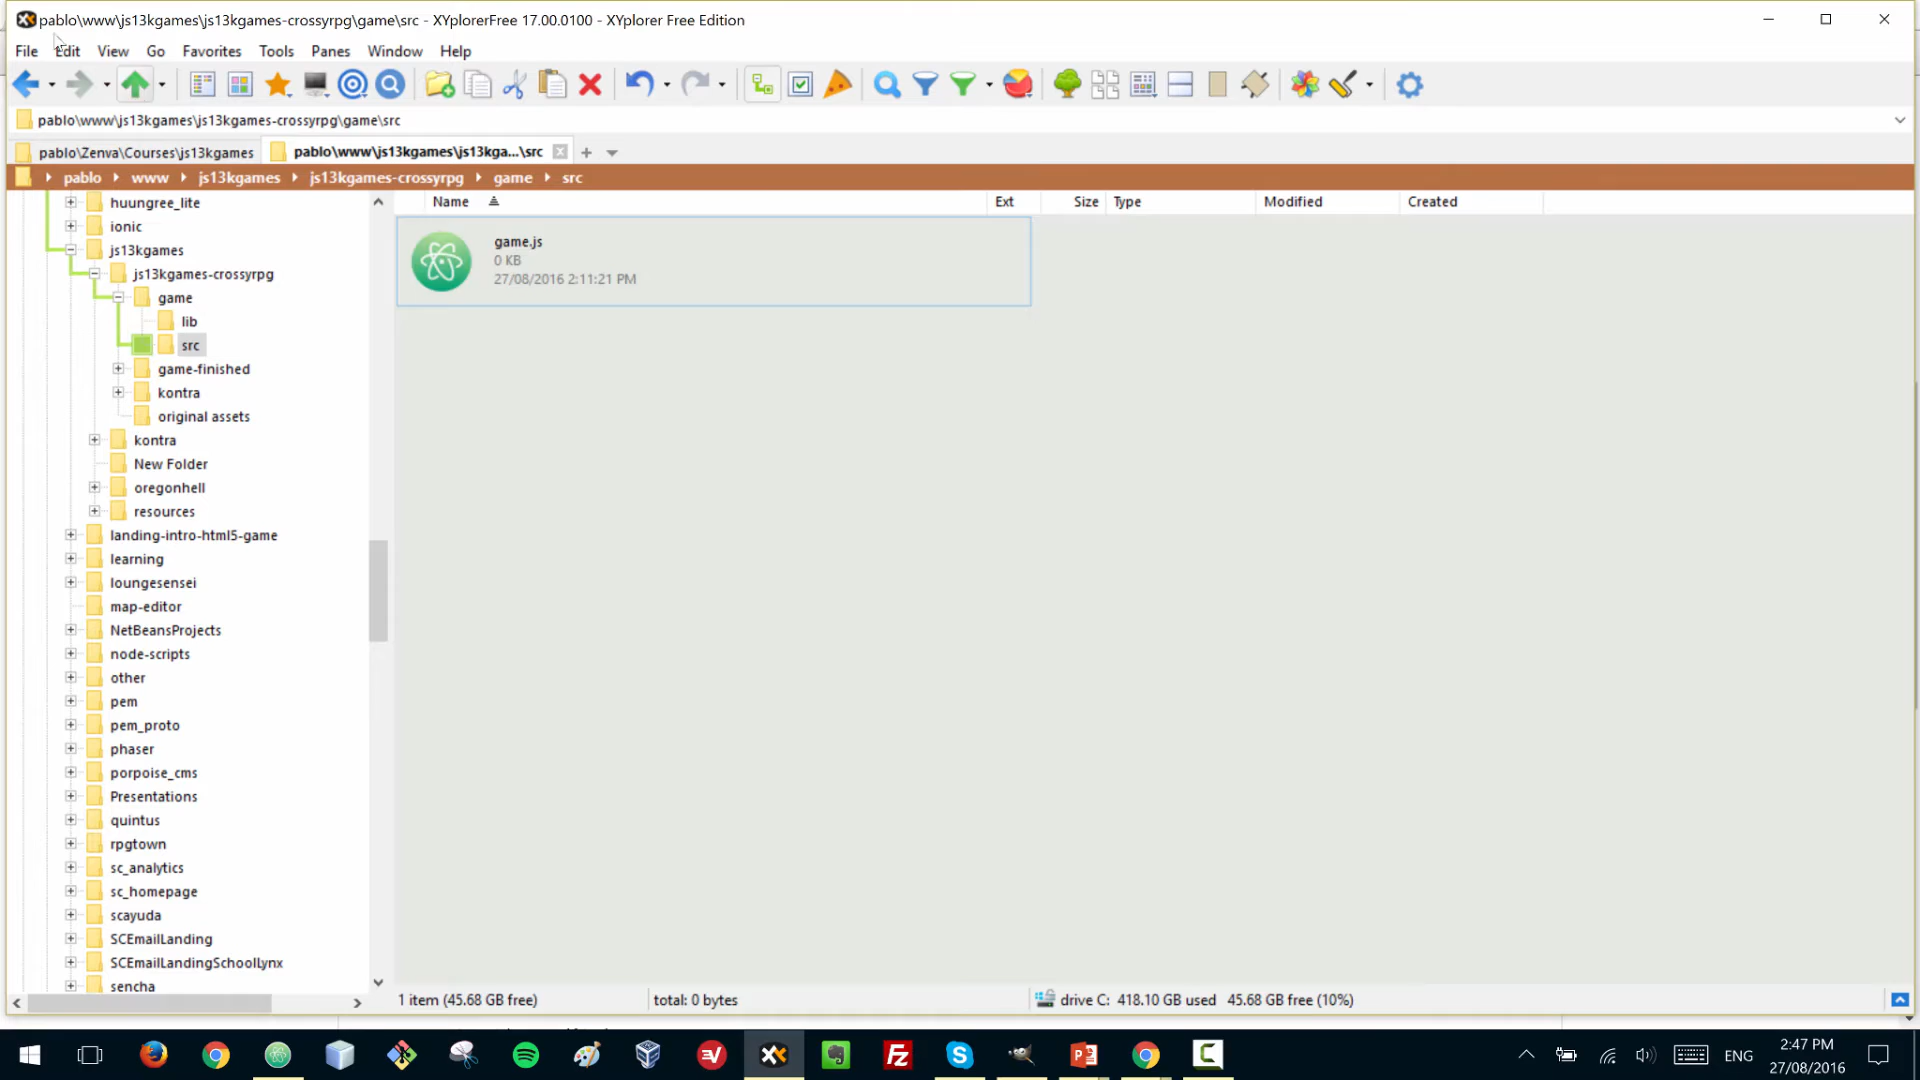 pablo\www\js13kgames\js13kgames-crossyrpg\game\src - XYplorerFree 17.00.0100 - XYplorer Free Edition
File Edit View Go Favorites Tools Panes Window Help
pablo\www\js13kgames\js13kgames-crossyrpg\game\src
pablo\Zenva\Courses\js13kgames pablo\www\js13kgames\js13kga...\src
pablo www js13kgames js13kgames-crossyrpg game src
Name Ext Size Type Modified Created
huungree_lite
ionic
js13kgames
js13kgames-crossyrpg
game
lib
src
game-finished
kontra
original assets
kontra
New Folder
oregonhell
resources
landing-intro-html5-game
learning
loungesensei
map-editor
NetBeansProjects
node-scripts
other
pem
pem_proto
phaser
porpoise_cms
Presentations
quintus
rpgtown
sc_analytics
sc_homepage
scayuda
SCEmailLanding
SCEmailLandingSchoolLynx
sencha
game.js
0 KB
27/08/2016 2:11:21 PM
1 item (45.68 GB free) total: 0 bytes drive C: 418.10 GB used 45.68 GB free (10%)
ENG
2:47 PM
27/08/2016